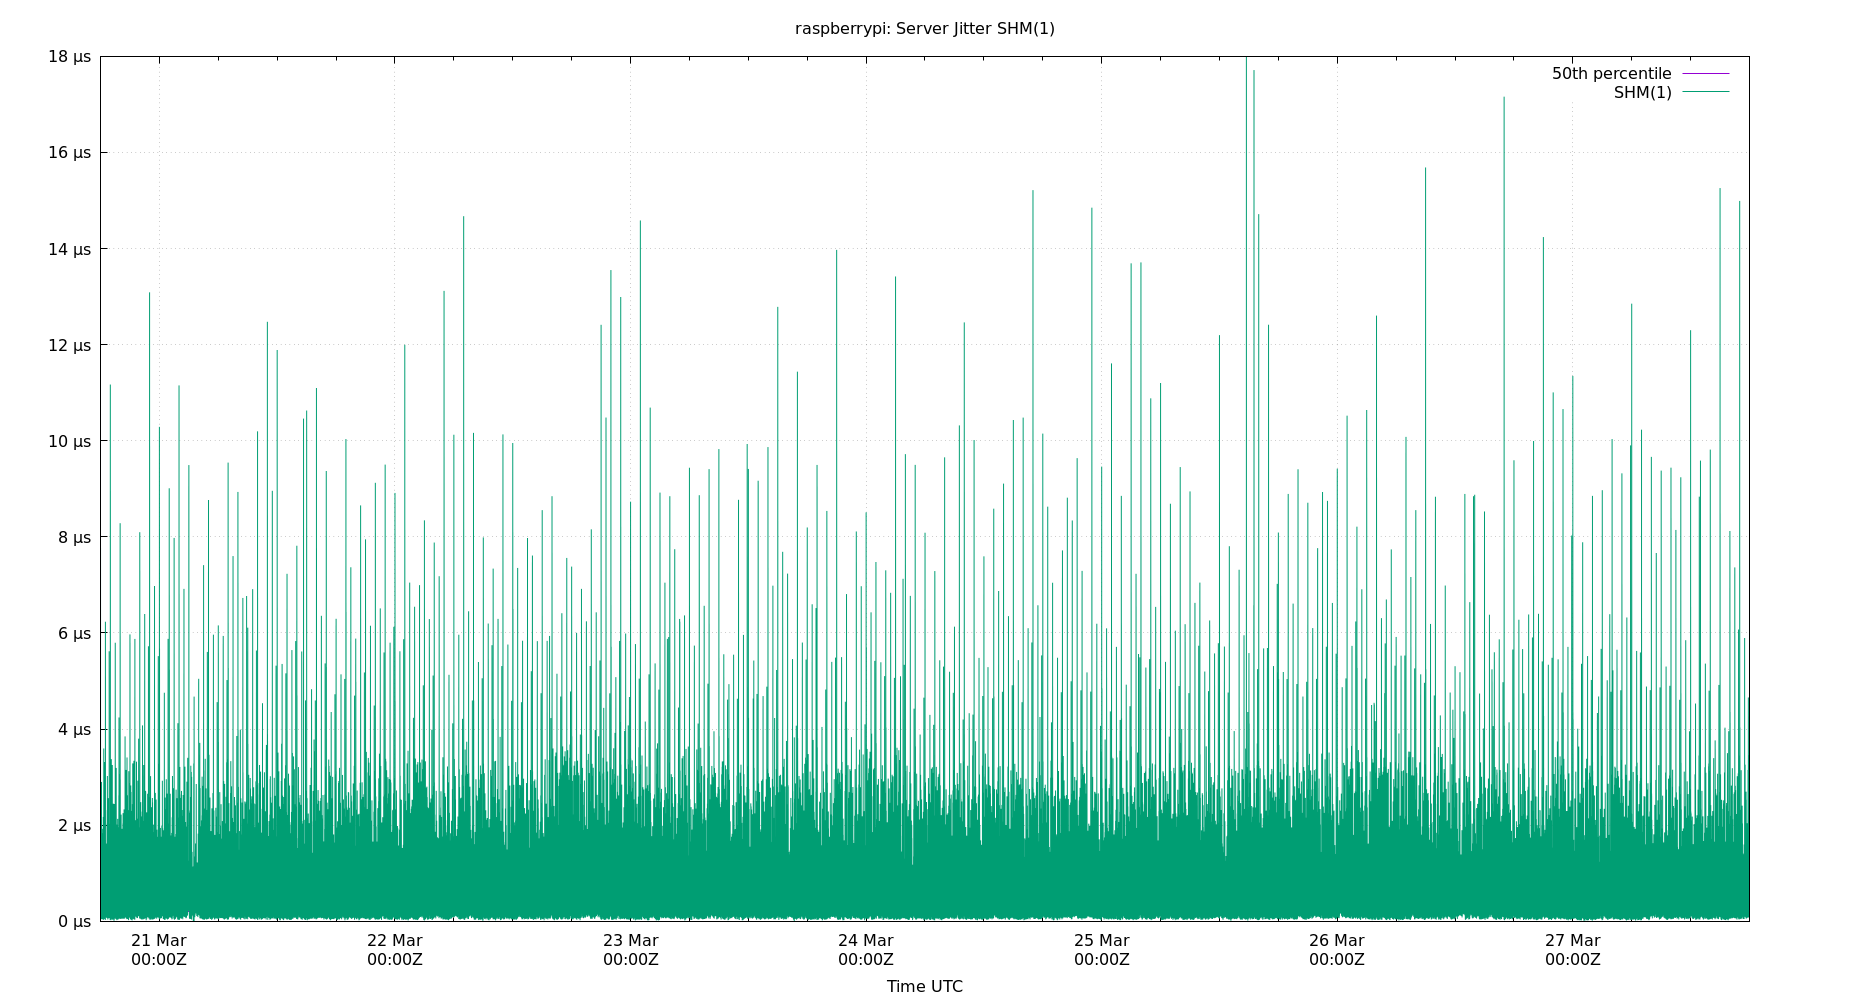 raspberrypi: Server Jitter SHM(1)
18 µs
16 µs
14 µs
12 µs
10 µs
8 µs
6 µs
4 µs
2 µs
0 µs
50th percentile
SHM(1)
21 Mar
00:00Z
22 Mar
00:00Z
23 Mar
00:00Z
24 Mar
00:00Z
25 Mar
00:00Z
26 Mar
00:00Z
27 Mar
00:00Z
Time UTC